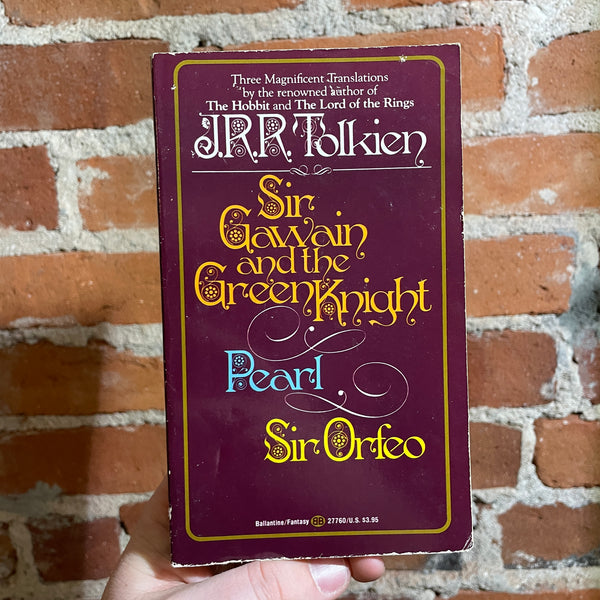 Three Magnificent Translations
by the renowned author of
The Hobbit and The Lord of the Rings
J.R.R. Tolkien
Sir
Gawain
and the
Green Knight
Pearl
Sir Orfeo
Ballantine/Fantasy BB 27760/U.S. $3.95